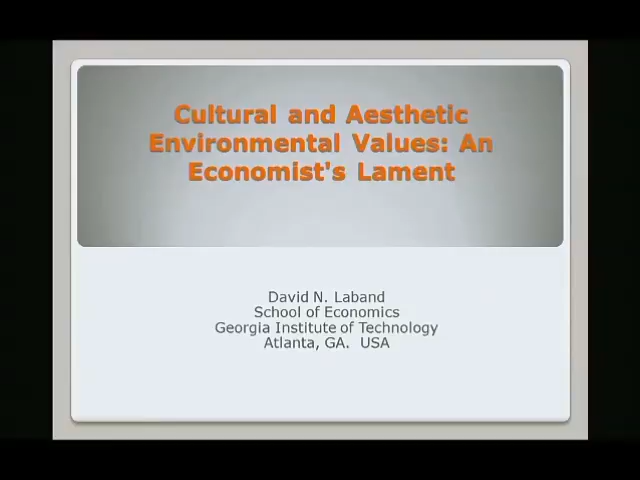 Cultural and Aesthetic
Environmental Values: An
Economist's Lament
David N. Laband
School of Economics
Georgia Institute of Technology
Atlanta, GA.  USA